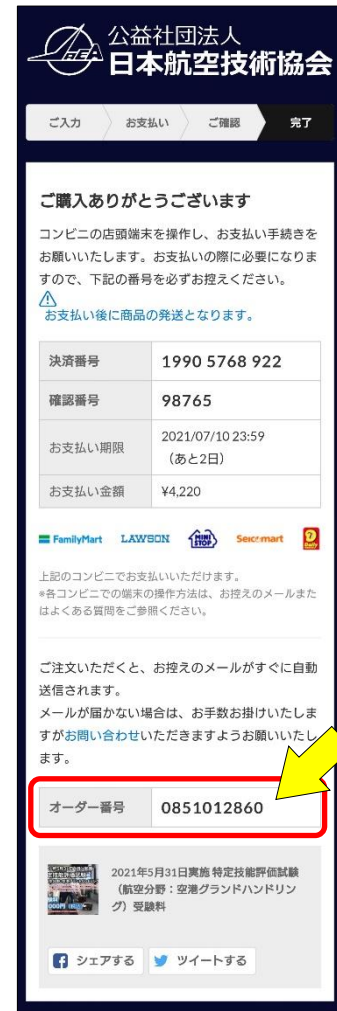 公益社団法人
日本航空技術協会
ご入力
お支払い
ご確認
完了
ご購入ありがとうございます
コンビニの店頭端末を操作し、お支払い手続きを
お願いいたします。お支払いの際に必要になりま
すので、下記の番号を必ずお控えください。
お支払い後に商品の発送となります。
決済番号 1990 5768 922
確認番号 98765
お支払い期限 2021/07/10 23:59
（あと2日）
お支払い金額 ¥4,220
FamilyMart LAWSON MINI STOP Seicomart
上記のコンビニでお支払いいただけます。
*各コンビニでの端末の操作方法は、お控えのメールまた
はよくある質問をご参照ください。
ご注文いただくと、お控えのメールがすぐに自動
送信されます。
メールが届かない場合は、お手数お掛けいたしま
すがお問い合わせいただきますようお願いいたし
ます。
オーダー番号 0851012860
2021年5月31日実施 特定技能評価試験
（航空分野：空港グランドハンドリン
グ）受験料
シェアする
ツイートする